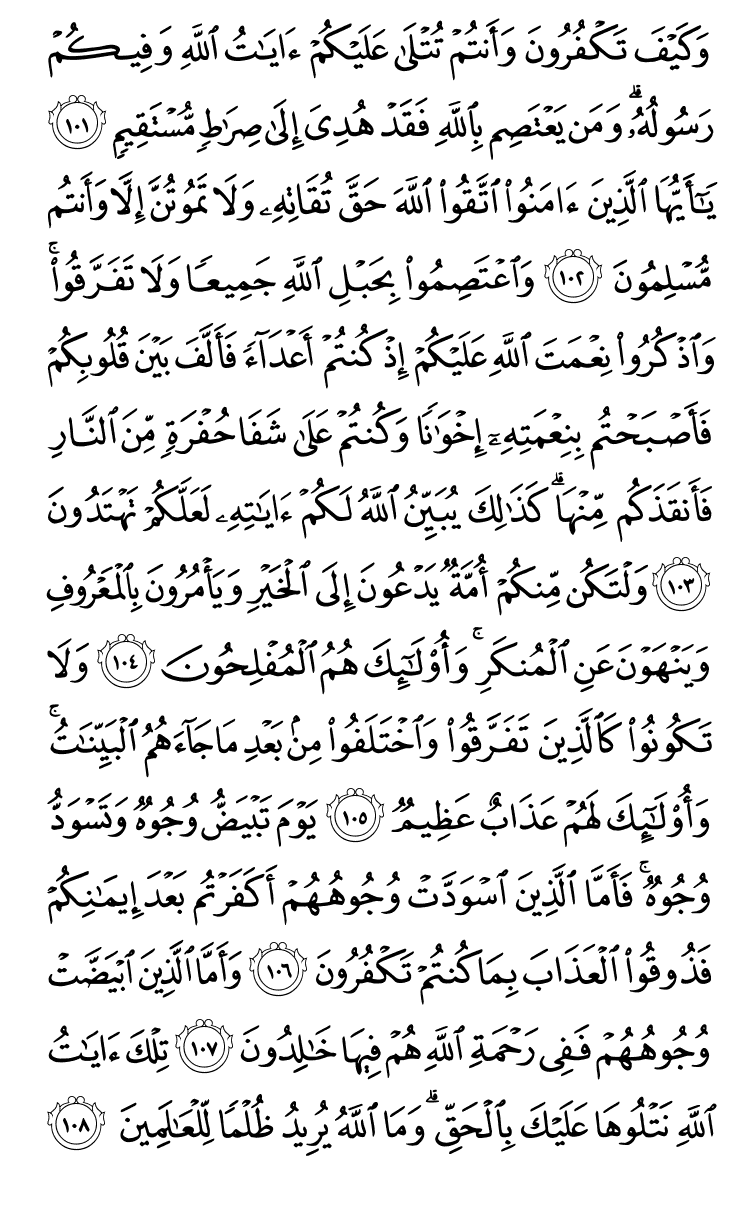 وَكَيْفَ تَكْفُرُونَ وَأَنتُمْ تُتْلَىٰ عَلَيْكُمْ ءَايَٰتُ ٱللَّهِ وَفِيكُمْ
رَسُولُهُۥ ۗ وَمَن يَعْتَصِم بِٱللَّهِ فَقَدْ هُدِىَ إِلَىٰ صِرَٰطٍ مُّسْتَقِيمٍ ١٠١
يَٰٓأَيُّهَا ٱلَّذِينَ ءَامَنُوا۟ ٱتَّقُوا۟ ٱللَّهَ حَقَّ تُقَاتِهِۦ وَلَا تَمُوتُنَّ إِلَّا وَأَنتُم
مُّسْلِمُونَ ١٠٢ وَٱعْتَصِمُوا۟ بِحَبْلِ ٱللَّهِ جَمِيعًا وَلَا تَفَرَّقُوا۟ ۚ
وَٱذْكُرُوا۟ نِعْمَتَ ٱللَّهِ عَلَيْكُمْ إِذْ كُنتُمْ أَعْدَآءً فَأَلَّفَ بَيْنَ قُلُوبِكُمْ
فَأَصْبَحْتُم بِنِعْمَتِهِۦٓ إِخْوَٰنًا وَكُنتُمْ عَلَىٰ شَفَا حُفْرَةٍ مِّنَ ٱلنَّارِ
فَأَنقَذَكُم مِّنْهَا ۗ كَذَٰلِكَ يُبَيِّنُ ٱللَّهُ لَكُمْ ءَايَٰتِهِۦ لَعَلَّكُمْ تَهْتَدُونَ
١٠٣ وَلْتَكُن مِّنكُمْ أُمَّةٌ يَدْعُونَ إِلَى ٱلْخَيْرِ وَيَأْمُرُونَ بِٱلْمَعْرُوفِ
وَيَنْهَوْنَ عَنِ ٱلْمُنكَرِ ۚ وَأُو۟لَٰٓئِكَ هُمُ ٱلْمُفْلِحُونَ ١٠٤ وَلَا
تَكُونُوا۟ كَٱلَّذِينَ تَفَرَّقُوا۟ وَٱخْتَلَفُوا۟ مِنۢ بَعْدِ مَا جَآءَهُمُ ٱلْبَيِّنَٰتُ ۚ
وَأُو۟لَٰٓئِكَ لَهُمْ عَذَابٌ عَظِيمٌ ١٠٥ يَوْمَ تَبْيَضُّ وُجُوهٌ وَتَسْوَدُّ
وُجُوهٌ ۚ فَأَمَّا ٱلَّذِينَ ٱسْوَدَّتْ وُجُوهُهُمْ أَكَفَرْتُم بَعْدَ إِيمَٰنِكُمْ
فَذُوقُوا۟ ٱلْعَذَابَ بِمَا كُنتُمْ تَكْفُرُونَ ١٠٦ وَأَمَّا ٱلَّذِينَ ٱبْيَضَّتْ
وُجُوهُهُمْ فَفِى رَحْمَةِ ٱللَّهِ هُمْ فِيهَا خَٰلِدُونَ ١٠٧ تِلْكَ ءَايَٰتُ
ٱللَّهِ نَتْلُوهَا عَلَيْكَ بِٱلْحَقِّ ۗ وَمَا ٱللَّهُ يُرِيدُ ظُلْمًا لِّلْعَٰلَمِينَ ١٠٨